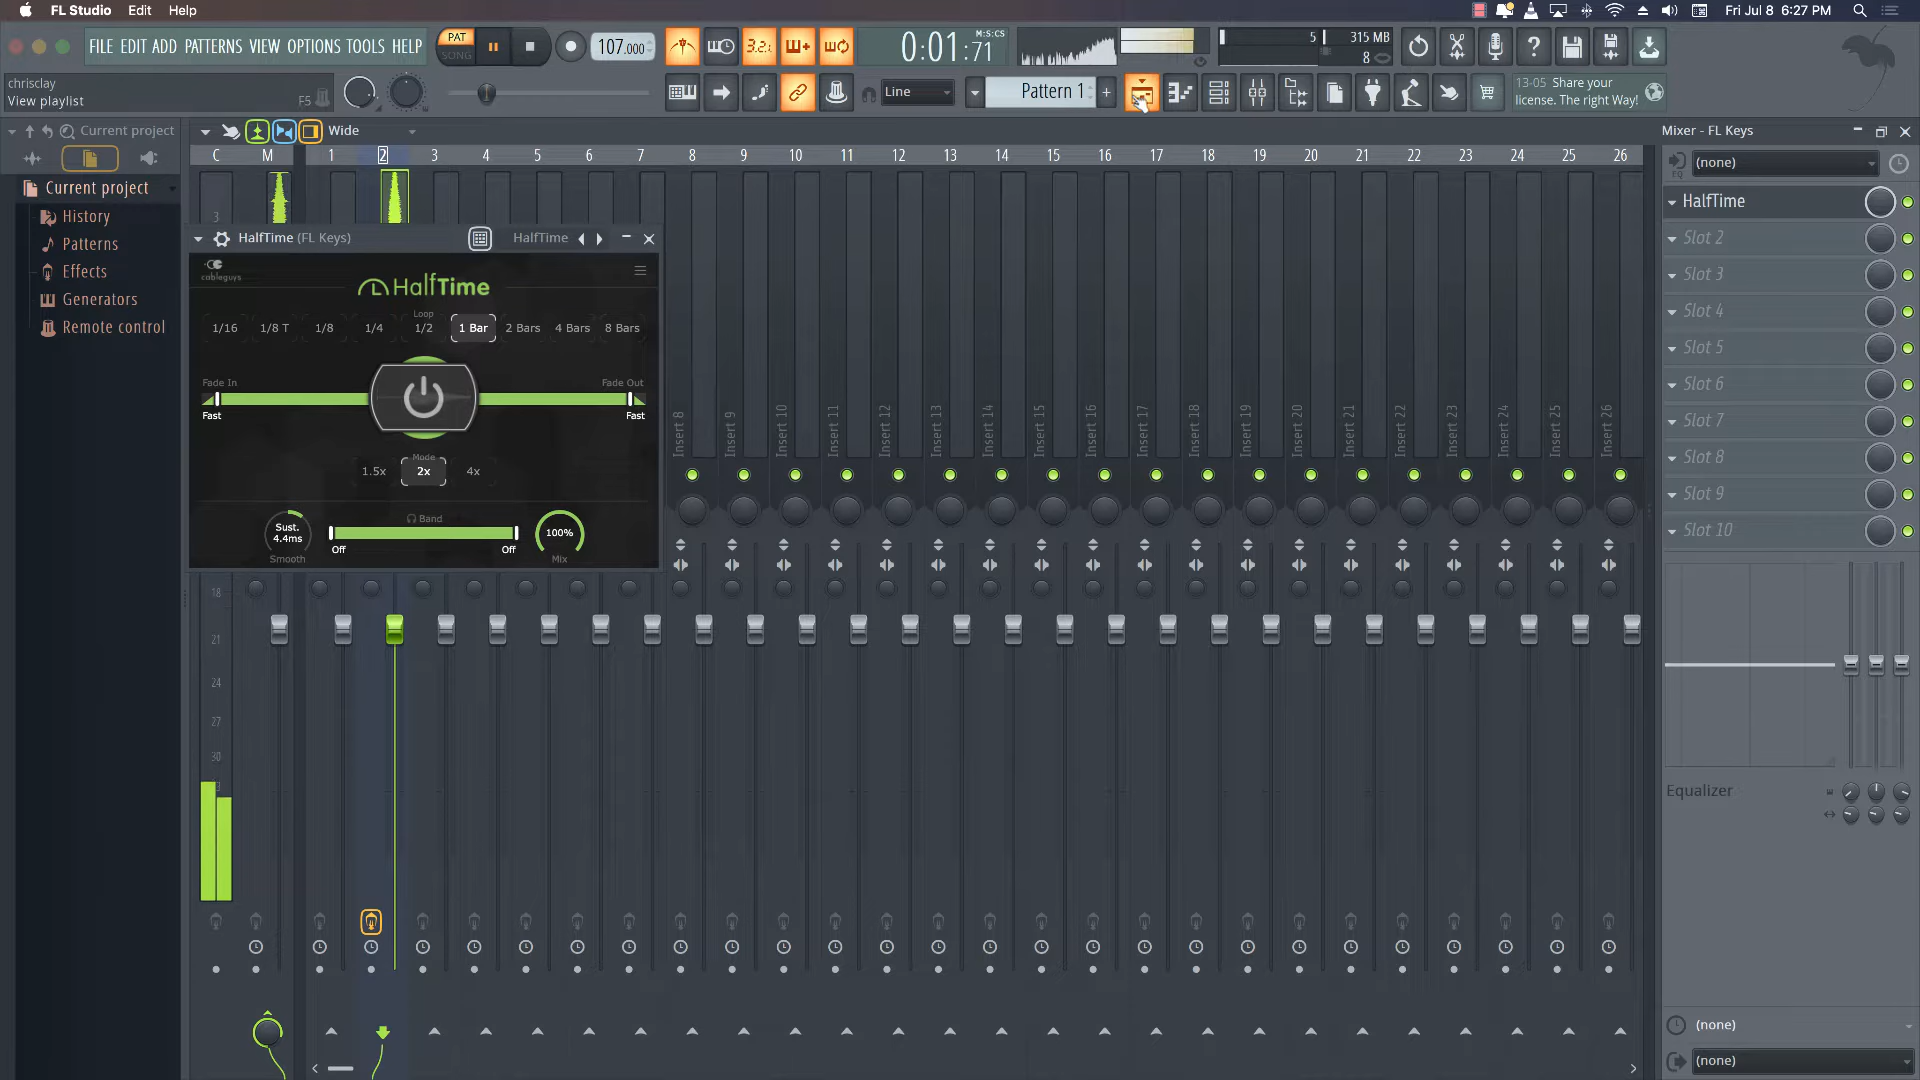 FL Studio Edit Help
Fri Jul 8 6:27 PM
FILE EDIT ADD PATTERNS VIEW OPTIONS TOOLS HELP
PAT
SONG
107.000
3.2.1
0:01:71
M:S:CS
5
315 MB
8
chrisclay
View playlist
F5
Line
Pattern 1
+
13-05 Share your
license. The right Way!
Current project
Wide
Mixer - FL Keys
C M 1 2 3 4 5 6 7 8 9 10 11 12 13 14 15 16 17 18 19 20 21 22 23 24 25 26
(none)
EQ
Current project
History
Patterns
Effects
Generators
Remote control
3
HalfTime (FL Keys)
HalfTime
cableguys
HalfTime
Loop
1/16 1/8 T 1/8 1/4 1/2 1 Bar 2 Bars 4 Bars 8 Bars
Fade In
Fade Out
Fast
Fast
Mode
1.5x 2x 4x
Sust.
4.4ms
Smooth
Band
Off
Off
100%
Mix
Insert 8
Insert 9
Insert 10
Insert 11
Insert 12
Insert 13
Insert 14
Insert 15
Insert 16
Insert 17
Insert 18
Insert 19
Insert 20
Insert 21
Insert 22
Insert 23
Insert 24
Insert 25
Insert 26
18
21
24
27
30
HalfTime
Slot 2
Slot 3
Slot 4
Slot 5
Slot 6
Slot 7
Slot 8
Slot 9
Slot 10
Equalizer
(none)
(none)